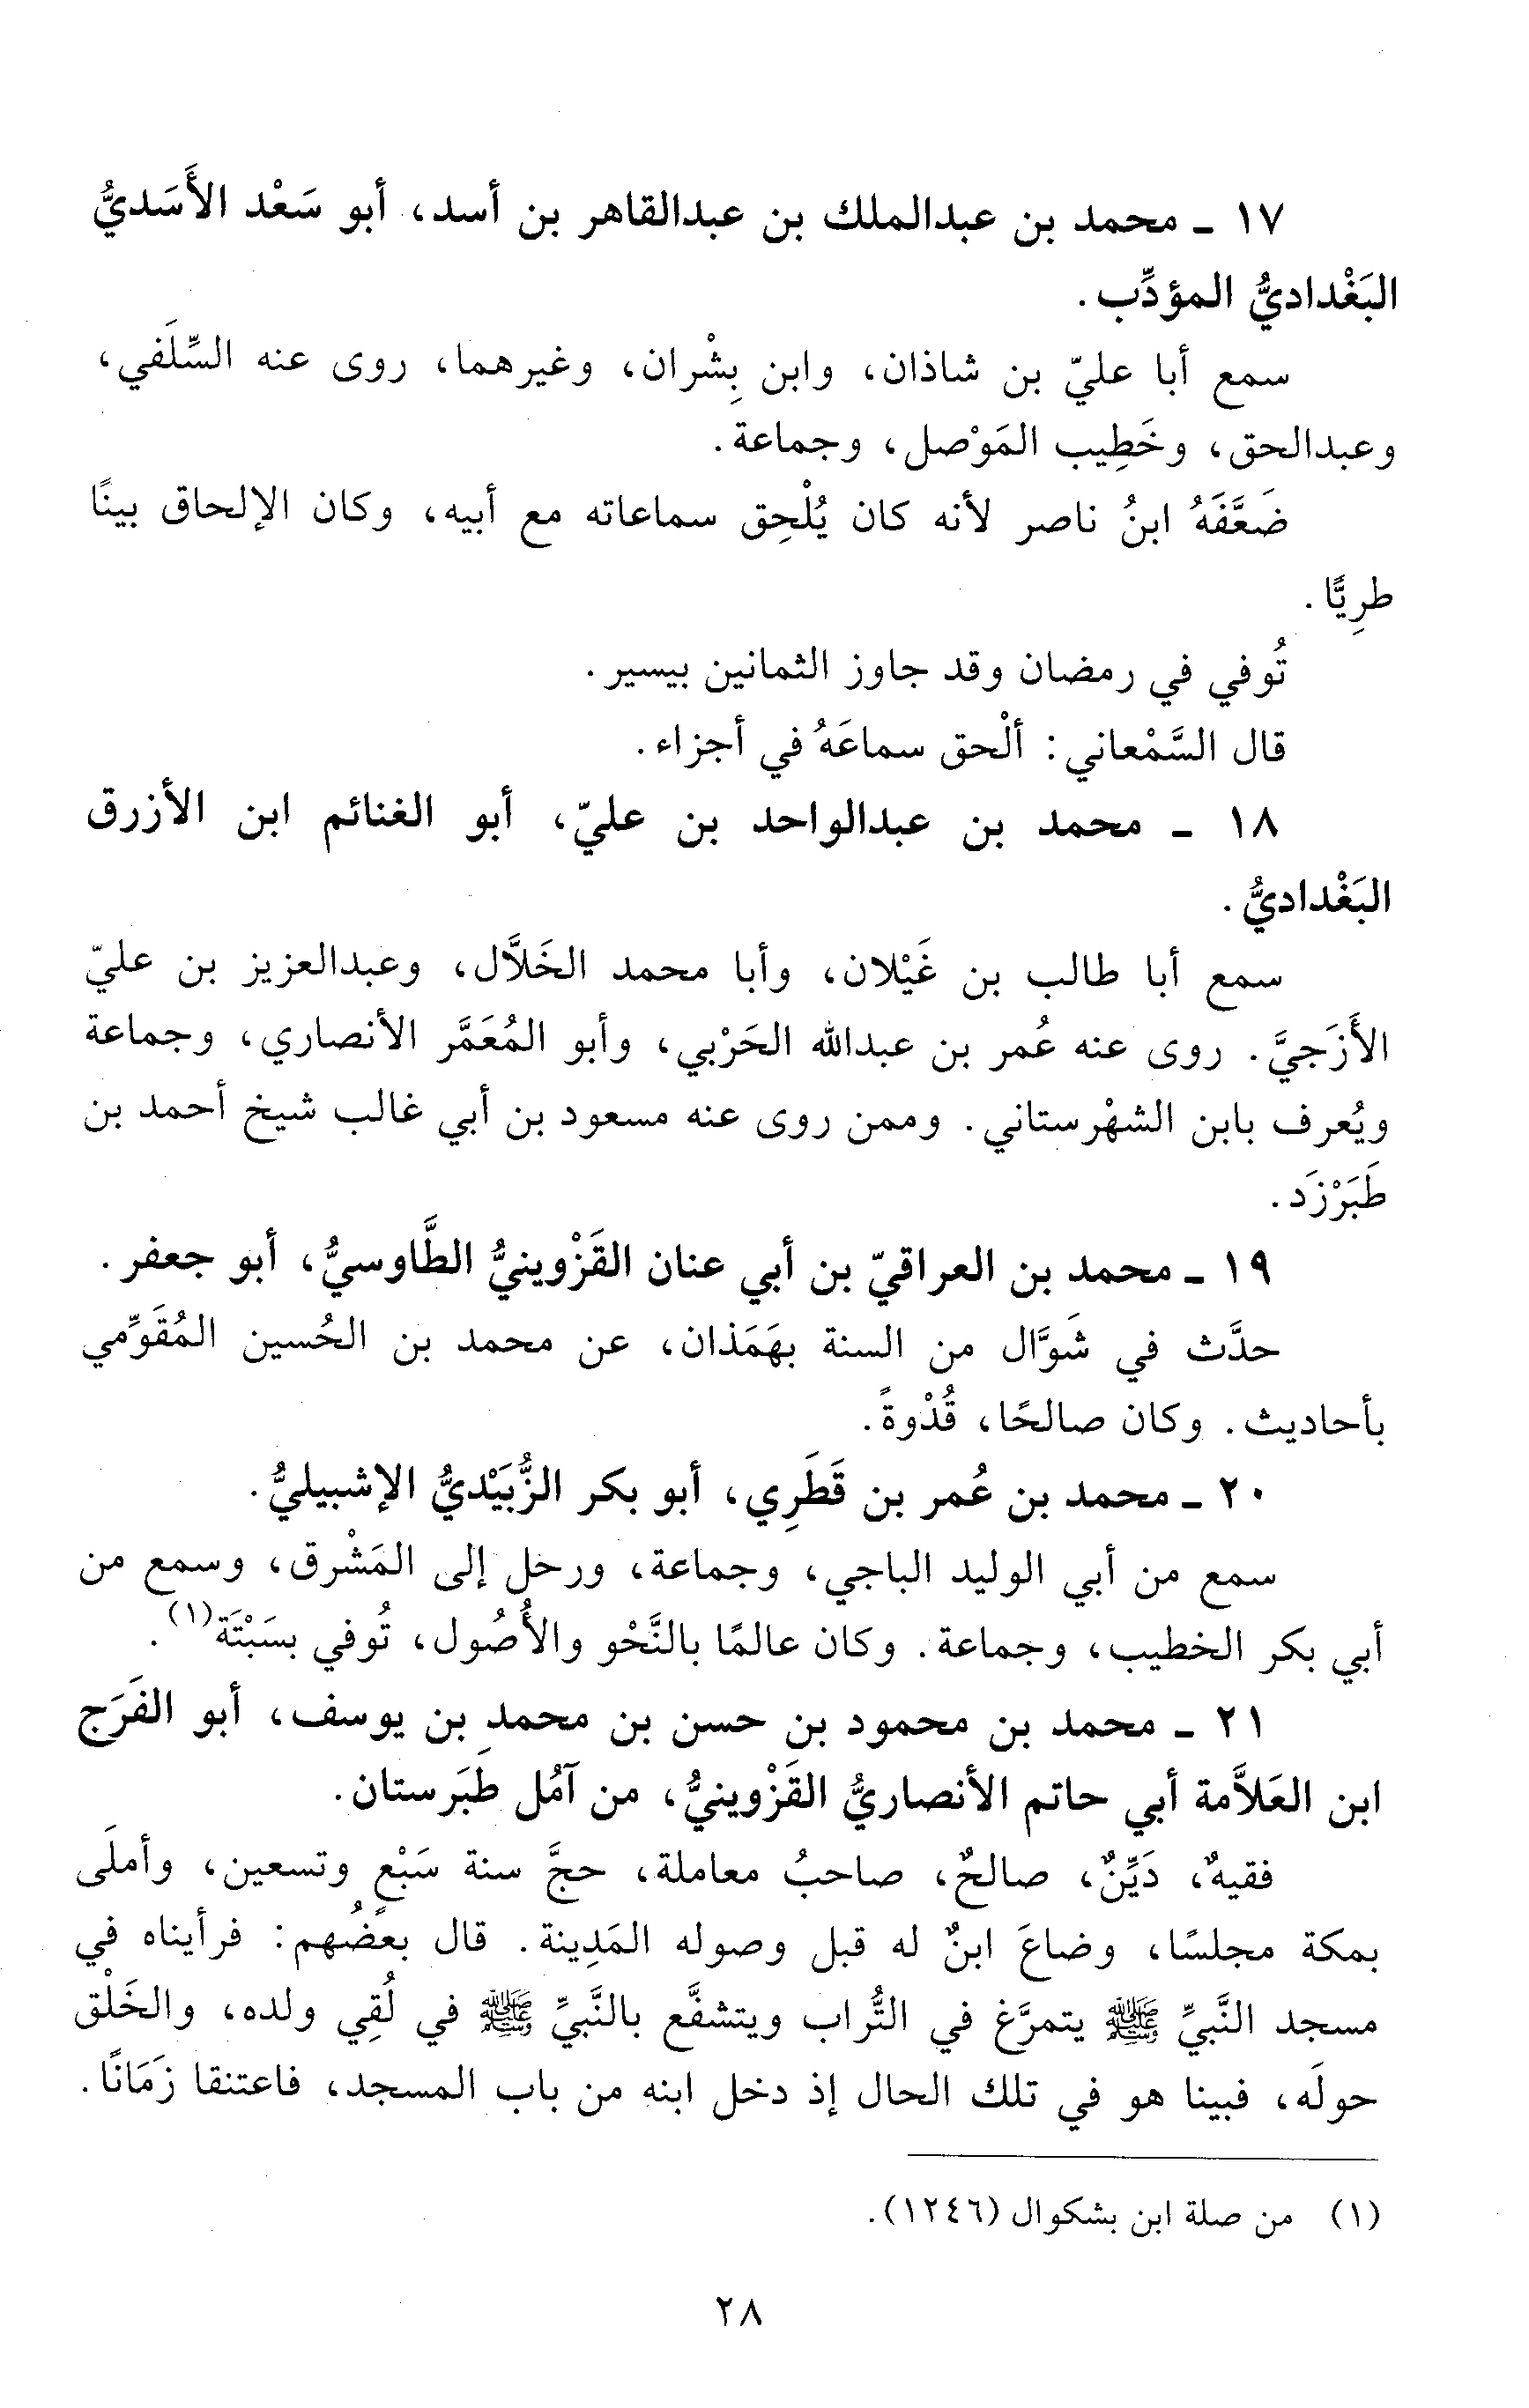 ١٧ ـ محمد بن عبدالملك بن عبدالقاهر بن أسد، أبو سَعْد الأَسَديُّ
البَغْداديُّ المؤدِّب.
سمع أبا عليّ بن شاذان، وابن بِشْران، وغيرهما، روى عنه السِّلَفي،
وعبدالحق، وخَطِيب المَوْصل، وجماعة.
ضَعَّفَهُ ابنُ ناصر لأنه كان يُلْحِق سماعاته مع أبيه، وكان الإلحاق بينًا
طرِيًّا.
تُوفي في رمضان وقد جاوز الثمانين بيسير.
قال السَّمْعاني: ألْحق سماعَهُ في أجزاء.
١٨ ـ محمد بن عبدالواحد بن عليّ، أبو الغنائم ابن الأزرق
البَغْداديُّ.
سمع أبا طالب بن غَيْلان، وأبا محمد الخَلاَّل، وعبدالعزيز بن عليّ
الأَزَجيَّ. روى عنه عُمر بن عبدالله الحَرْبي، وأبو المُعَمَّر الأنصاري، وجماعة
ويُعرف بابن الشهْرستاني. وممن روى عنه مسعود بن أبي غالب شيخ أحمد بن
طَبَرْزَد.
١٩ ـ محمد بن العراقيّ بن أبي عنان القَزْوينيُّ الطَّاوسيُّ، أبو جعفر.
حدَّث في شَوَّال من السنة بهَمَذان، عن محمد بن الحُسين المُقَوِّمي
بأحاديث. وكان صالحًا، قُدْوةً.
٢٠ ـ محمد بن عُمر بن قَطَرِي، أبو بكر الزُّبَيْديُّ الإشبيليُّ.
سمع من أبي الوليد الباجي، وجماعة، ورحل إلى المَشْرق، وسمع من
أبي بكر الخطيب، وجماعة. وكان عالمًا بالنَّحْو والأُصُول، تُوفي بسَبْتَة(١).
٢١ ـ محمد بن محمود بن حسن بن محمد بن يوسف، أبو الفَرَج
ابن العَلاَّمة أبي حاتم الأنصاريُّ القَزْوينيُّ، من آمُل طَبَرستان.
فقيهٌ، دَيِّنٌ، صالحٌ، صاحبُ معاملة، حجَّ سنة سَبْعٍ وتسعين، وأملَى
بمكة مجلسًا، وضاعَ ابنٌ له قبل وصوله المَدِينة. قال بعضُهم: فرأيناه في
مسجد النَّبيِّ ﷺ يتمرَّغ في التُّراب ويتشفَّع بالنَّبيِّ ﷺ في لُقِي ولده، والخَلْق
حولَه، فبينا هو في تلك الحال إذ دخل ابنه من باب المسجد، فاعتنقا زَمَانًا.
(١) من صلة ابن بشكوال (١٢٤٦).
٢٨